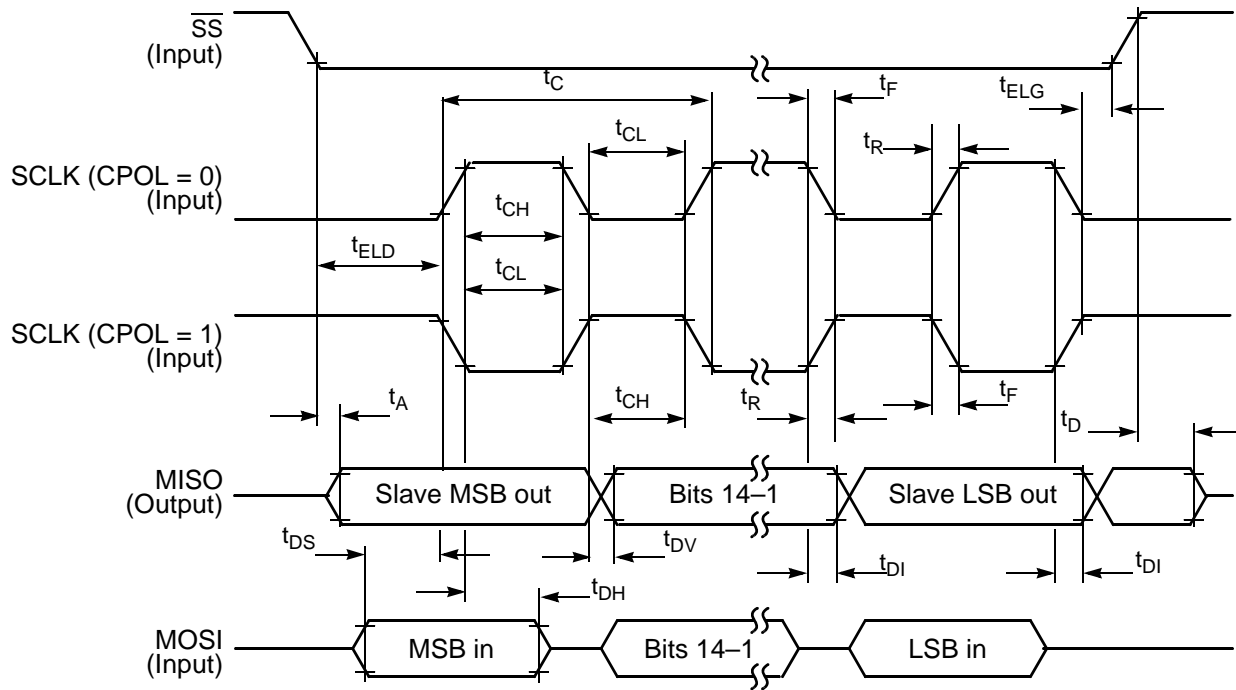 SS
(Input)
tC
tF
tELG
tCL
tR
SCLK (CPOL = 0)
(Input)
tCH
tELD
tCL
SCLK (CPOL = 1)
(Input)
tA
tCH
tR
tF
tD
MISO
(Output)
Slave MSB out
Bits 14–1
Slave LSB out
tDS
tDV
tDI
tDI
tDH
MOSI
(Input)
MSB in
Bits 14–1
LSB in